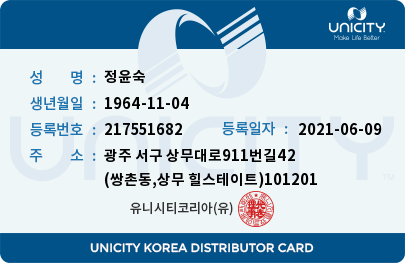 UNICITY
Make Life Better
성 명 : 정윤숙
생년월일 : 1964-11-04
등록번호 : 217551682 등록일자 : 2021-06-09
주 소 : 광주 서구 상무대로911번길42
(쌍촌동,상무 힐스테이트)101201
유니시티코리아(유)
UNICITY KOREA DISTRIBUTOR CARD